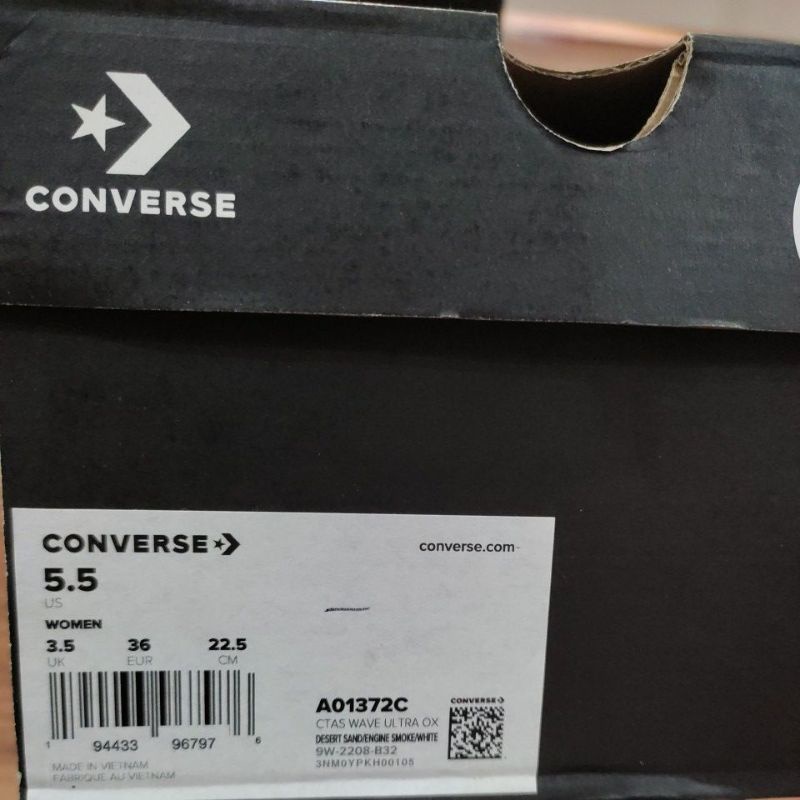 CONVERSE
CONVERSE
converse.com
5.5
US
WOMEN
3.5 36 22.5
UK EUR CM
1 94433 96797 6
MADE IN VIETNAM
FABRIQUE AU VIETNAM
A01372C
CTAS WAVE ULTRA OX
DESERT SAND/ENGINE SMOKE/WHITE
9W-2208-B32
3NM0YPKH00105
CONVERSE